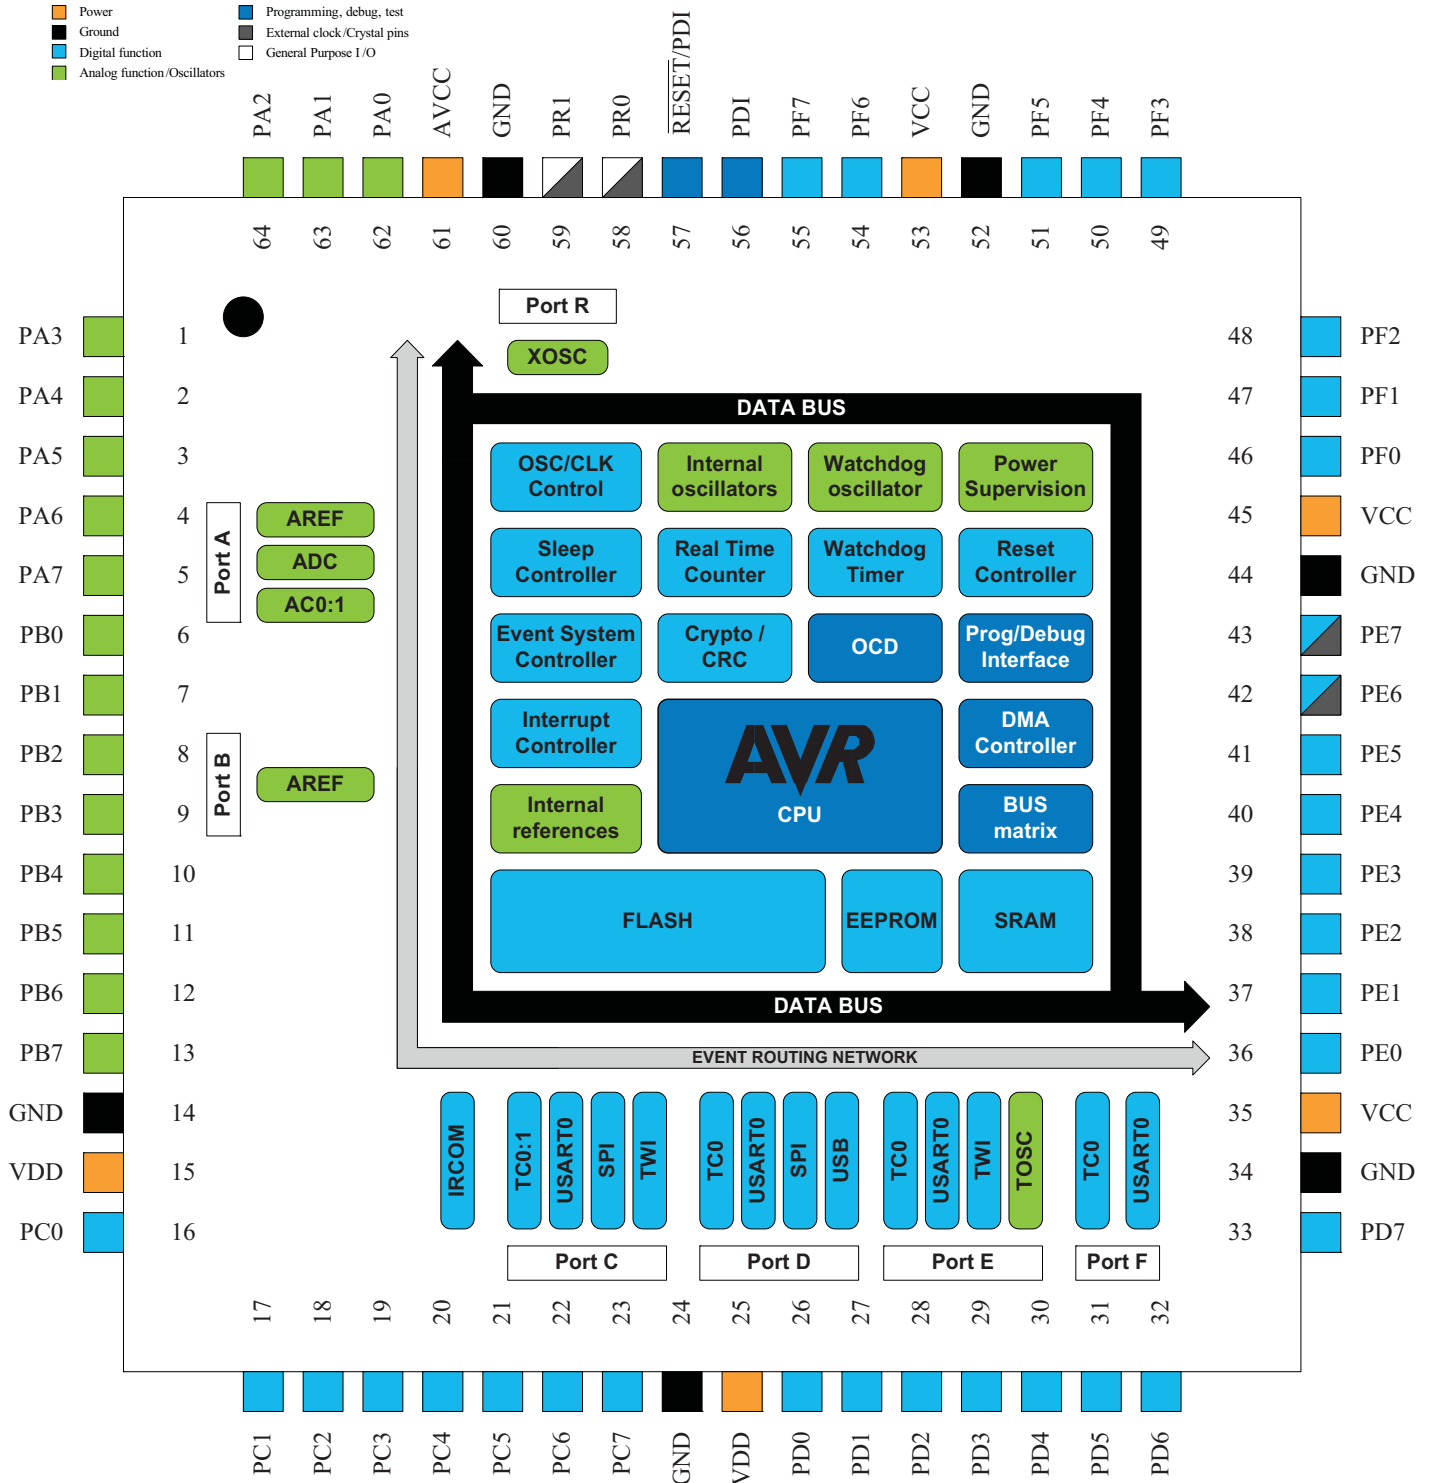 Power
Ground
Digital function
Analog function/Oscillators
Programming, debug, test
External clock/Crystal pins
General Purpose I/O
PA2
PA1
PA0
AVCC
GND
PR1
PR0
RESET/PDI
PDI
PF7
PF6
VCC
GND
PF5
PF4
PF3
64
63
62
61
60
59
58
57
56
55
54
53
52
51
50
49
PA3 1
PA4 2
PA5 3
PA6 4
PA7 5
PB0 6
PB1 7
PB2 8
PB3 9
PB4 10
PB5 11
PB6 12
PB7 13
GND 14
VDD 15
PC0 16
Port R
XOSC
Port A
AREF
ADC
AC0:1
Port B
AREF
DATA BUS
OSC/CLK
Control
Internal
oscillators
Watchdog
oscillator
Power
Supervision
Sleep
Controller
Real Time
Counter
Watchdog
Timer
Reset
Controller
Event System
Controller
Crypto /
CRC
OCD
Prog/Debug
Interface
Interrupt
Controller
AVR
CPU
DMA
Controller
Internal
references
BUS
matrix
FLASH
EEPROM
SRAM
DATA BUS
EVENT ROUTING NETWORK
IRCOM
TC0:1
USART0
SPI
TWI
TC0
USART0
SPI
USB
TC0
USART0
TWI
TOSC
TC0
USART0
Port C
Port D
Port E
Port F
48 PF2
47 PF1
46 PF0
45 VCC
44 GND
43 PE7
42 PE6
41 PE5
40 PE4
39 PE3
38 PE2
37 PE1
36 PE0
35 VCC
34 GND
33 PD7
17
18
19
20
21
22
23
24
25
26
27
28
29
30
31
32
PC1
PC2
PC3
PC4
PC5
PC6
PC7
GND
VDD
PD0
PD1
PD2
PD3
PD4
PD5
PD6